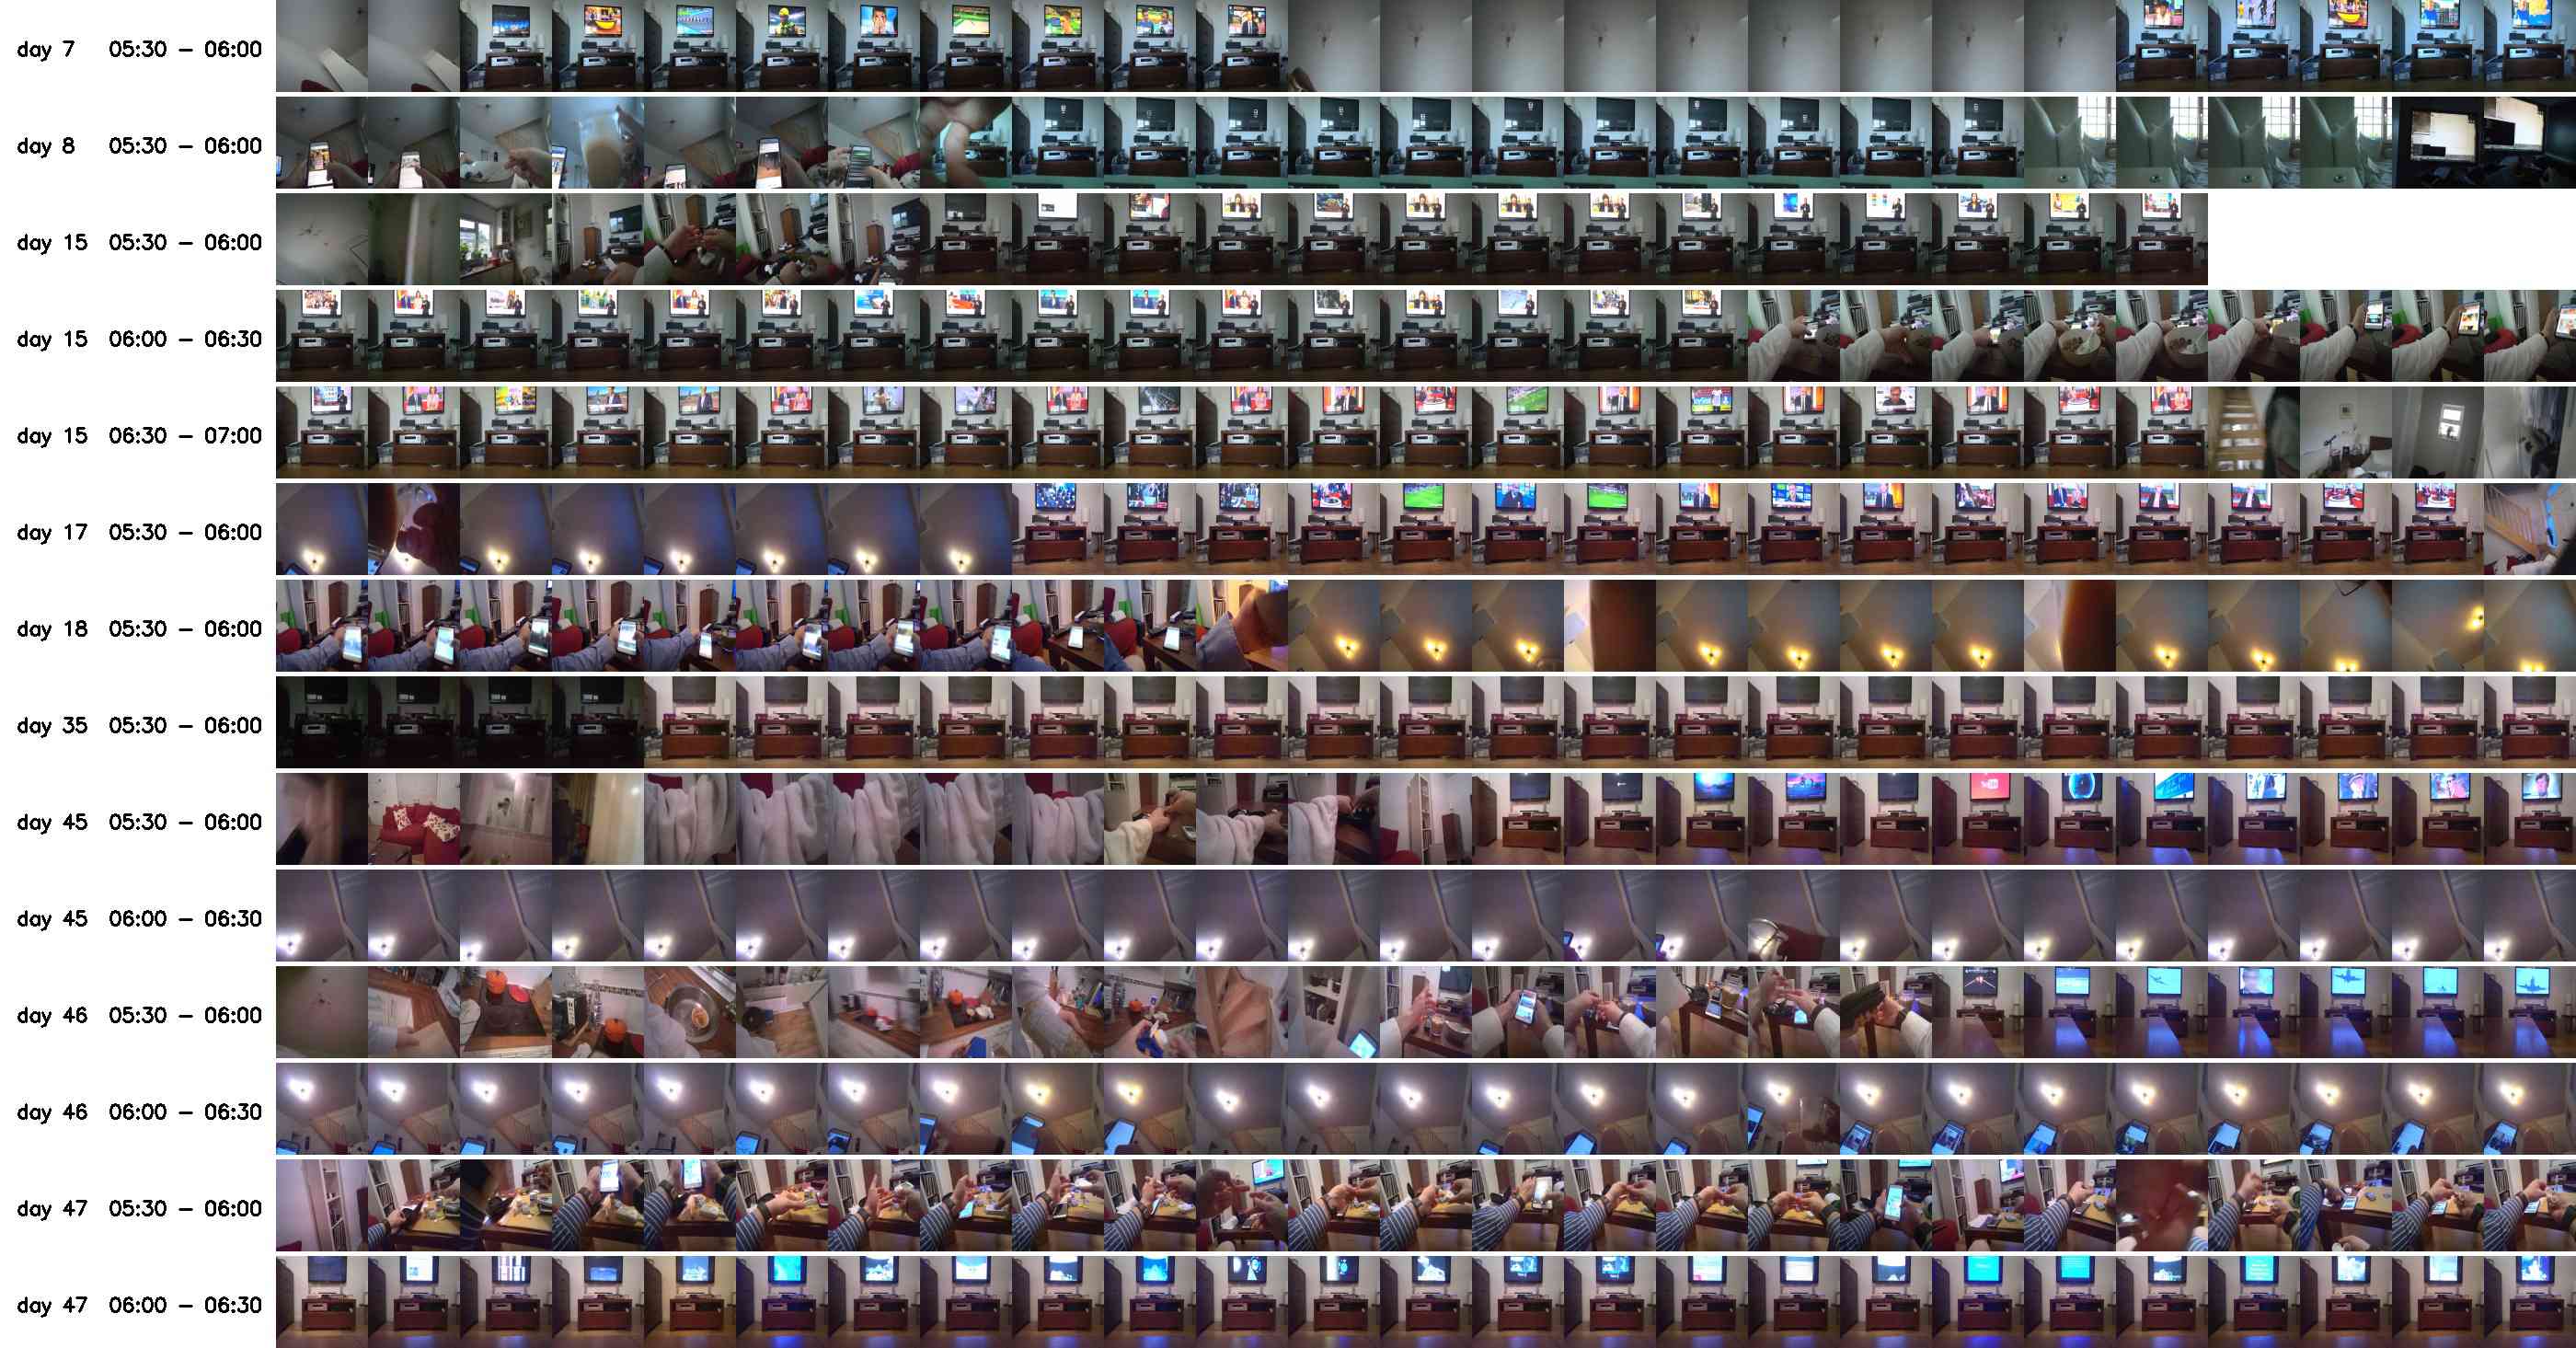 day 7 05:30 – 06:00
day 8 05:30 – 06:00
day 15 05:30 – 06:00
day 15 06:00 – 06:30
day 15 06:30 – 07:00
day 17 05:30 – 06:00
day 18 05:30 – 06:00
day 35 05:30 – 06:00
day 45 05:30 – 06:00
day 45 06:00 – 06:30
day 46 05:30 – 06:00
day 46 06:00 – 06:30
day 47 05:30 – 06:00
day 47 06:00 – 06:30